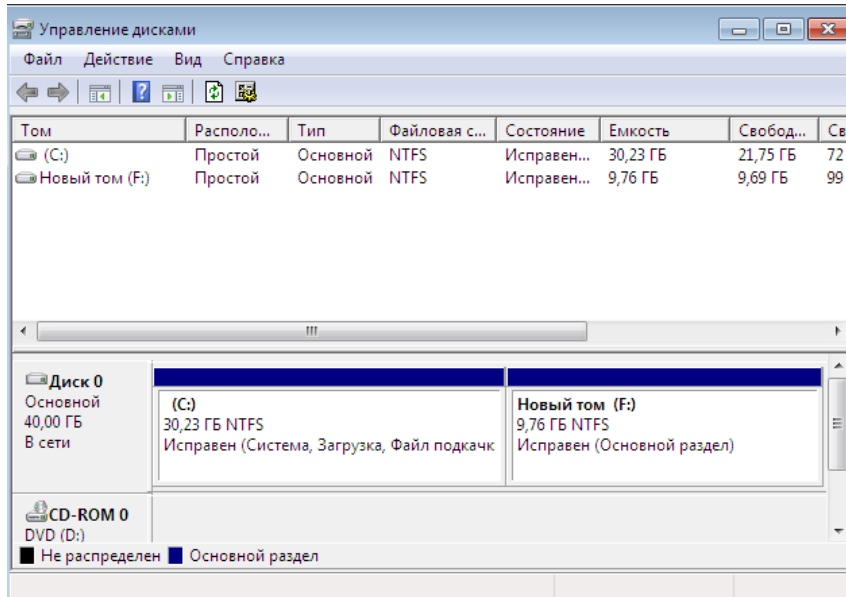 Управление дисками
Файл Действие Вид Справка
Том Располо... Тип Файловая с... Состояние Емкость Свобод... Св
(C:) Простой Основной NTFS Исправен... 30,23 ГБ 21,75 ГБ 72
Новый том (F:) Простой Основной NTFS Исправен... 9,76 ГБ 9,69 ГБ 99
Диск 0
Основной
40,00 ГБ
В сети
(C:)
30,23 ГБ NTFS
Исправен (Система, Загрузка, Файл подкачк
Новый том (F:)
9,76 ГБ NTFS
Исправен (Основной раздел)
CD-ROM 0
DVD (D:)
Не распределен Основной раздел